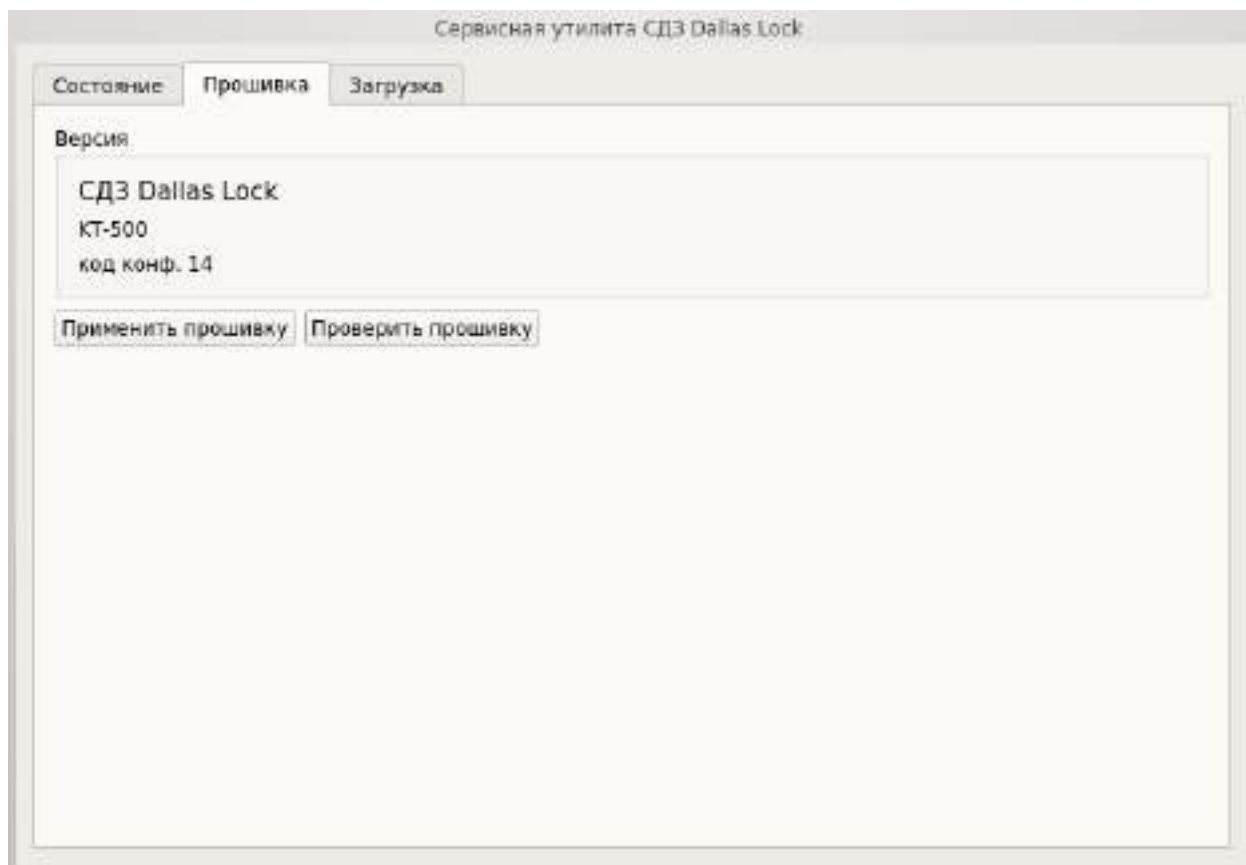 Сервисная утилита СДЗ Dallas Lock
Состояние Прошивка Загрузка
Версия
СДЗ Dallas Lock
КТ-500
код конф. 14
Применить прошивку Проверить прошивку